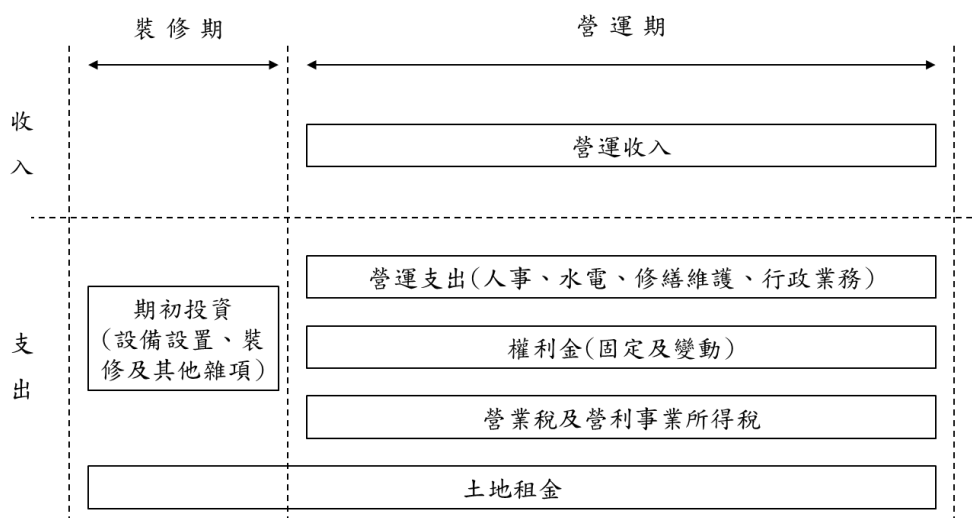 裝修期
營運期
收入
營運收入
支出
期初投資
(設備設置、裝
修及其他雜項)
營運支出(人事、水電、修繕維護、行政業務)
權利金(固定及變動)
營業稅及營利事業所得稅
土地租金